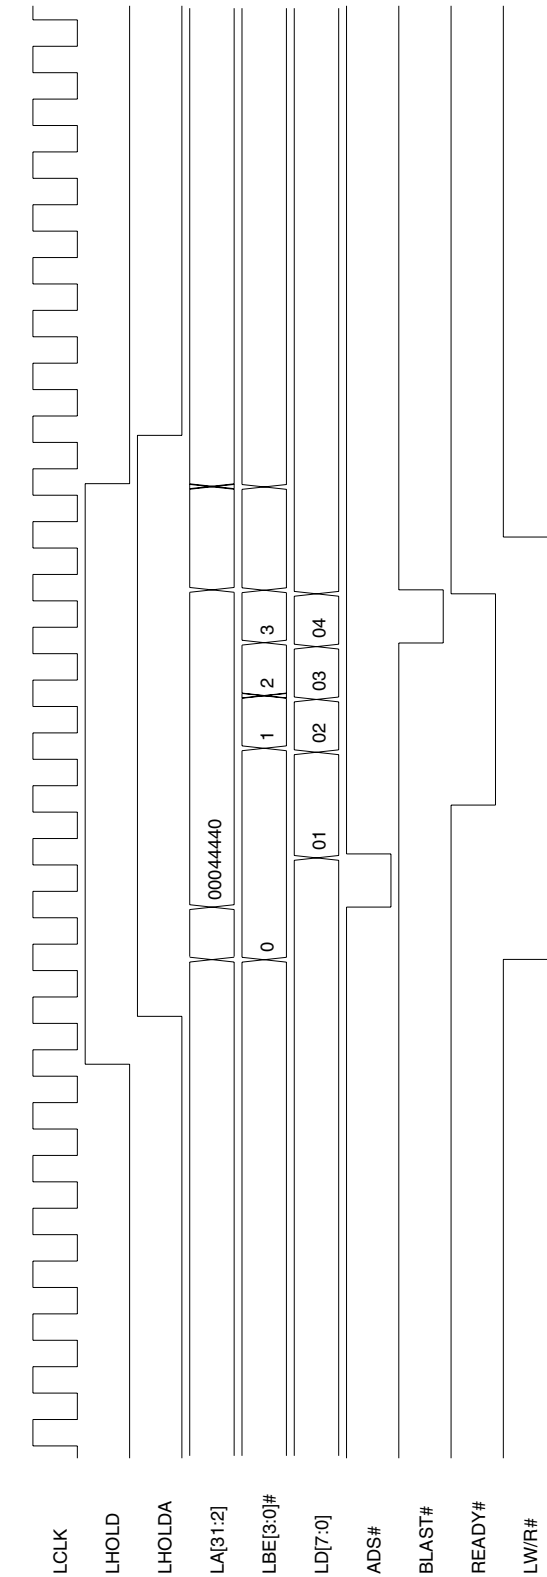 LCLK
LHOLD
LHOLDA
LA[31:2] 00044440
LBE[3:0]# 0 1 2 3
LD[7:0] 01 02 03 04
ADS#
BLAST#
READY#
LW/R#